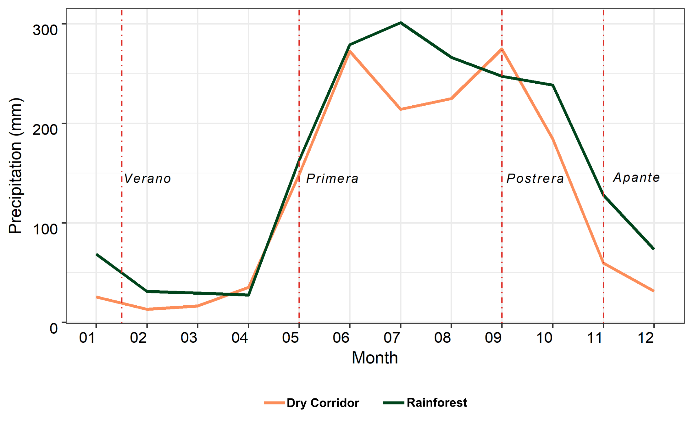 300
200
100
0
Precipitation (mm)
Verano
Primera
Postrera
Apante
01 02 03 04 05 06 07 08 09 10 11 12
Month
Dry Corridor Rainforest